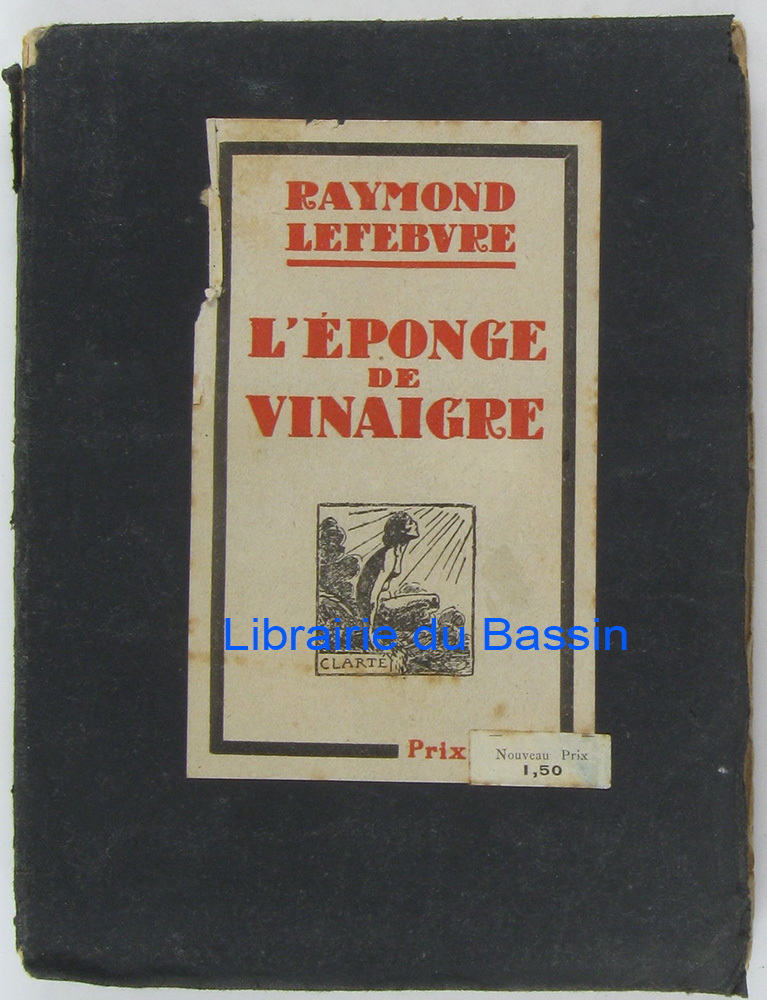 RAYMOND
LEFEBVRE
L'ÉPONGE
DE
VINAIGRE
Librairie du Bassin
CLARTÉ
Prix
Nouveau Prix
1,50